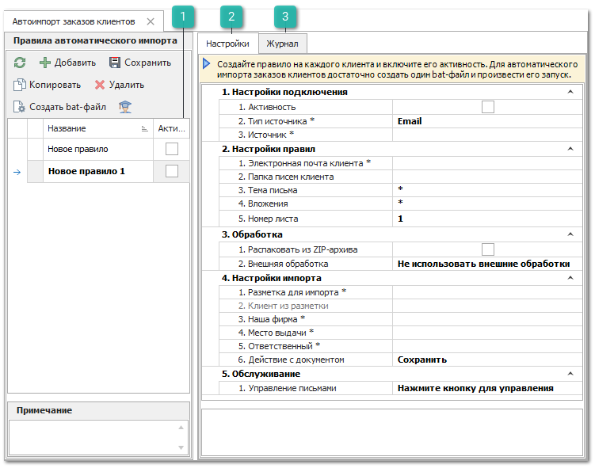 1
2
3
Автоимпорт заказов клиентов
Правила автоматического импорта
Добавить
Сохранить
Копировать
Удалить
Создать bat-файл
Название
Акти...
Новое правило
Новое правило 1
Примечание
Настройки
Журнал
Создайте правило на каждого клиента и включите его активность. Для автоматического
импорта заказов клиентов достаточно создать один bat-файл и произвести его запуск.
1. Настройки подключения
1. Активность
2. Тип источника * Email
3. Источник *
2. Настройки правил
1. Электронная почта клиента *
2. Папка писем клиента
3. Тема письма *
4. Вложения *
5. Номер листа 1
3. Обработка
1. Распаковать из ZIP-архива
2. Внешняя обработка Не использовать внешние обработки
4. Настройки импорта
1. Разметка для импорта *
2. Клиент из разметки
3. Наша фирма *
4. Место выдачи *
5. Ответственный *
6. Действие с документом Сохранить
5. Обслуживание
1. Управление письмами Нажмите кнопку для управления